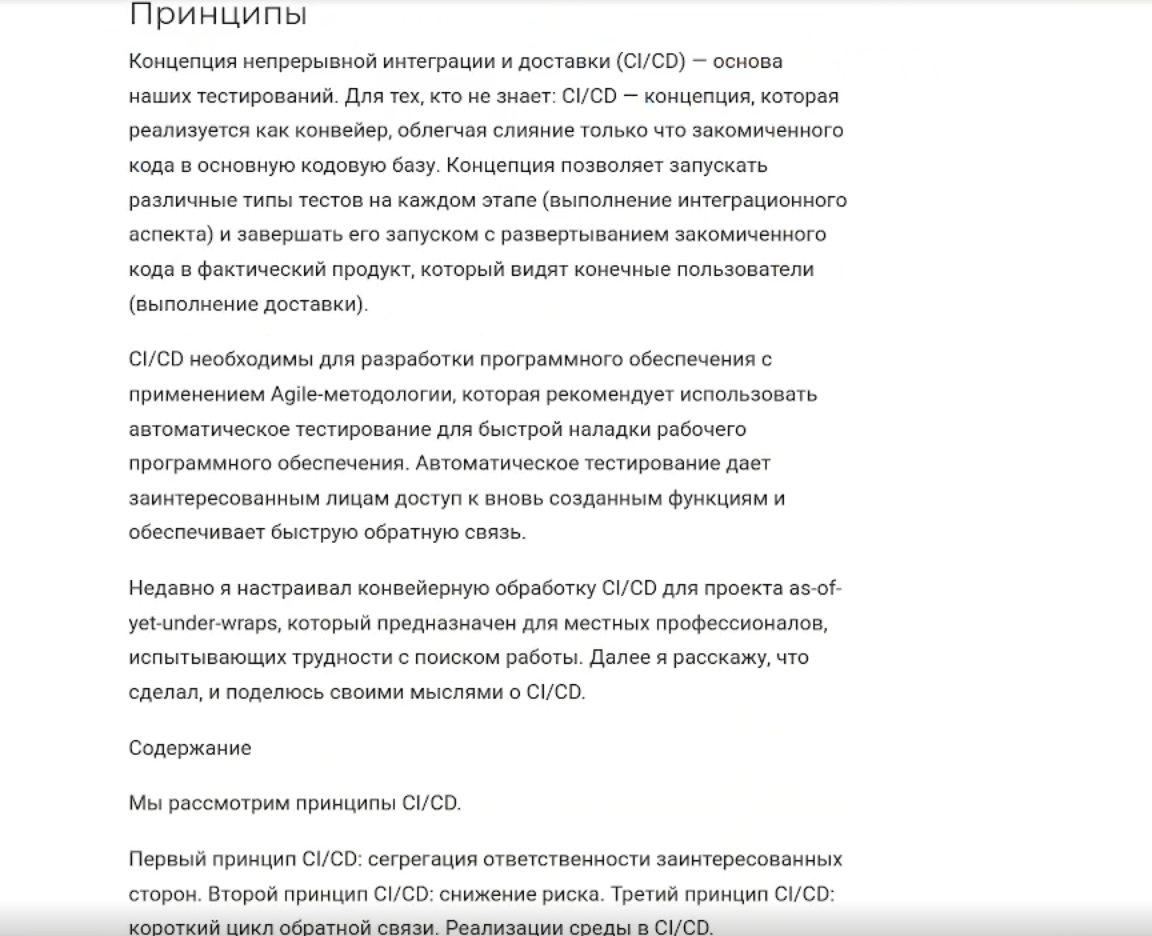 Принципы
Концепция непрерывной интеграции и доставки (CI/CD) — основа
наших тестирований. Для тех, кто не знает: CI/CD — концепция, которая
реализуется как конвейер, облегчая слияние только что закомиченного
кода в основную кодовую базу. Концепция позволяет запускать
различные типы тестов на каждом этапе (выполнение интеграционного
аспекта) и завершать его запуском с развертыванием закомиченного
кода в фактический продукт, который видят конечные пользователи
(выполнение доставки).
CI/CD необходимы для разработки программного обеспечения с
применением Agile-методологии, которая рекомендует использовать
автоматическое тестирование для быстрой наладки рабочего
программного обеспечения. Автоматическое тестирование дает
заинтересованным лицам доступ к вновь созданным функциям и
обеспечивает быструю обратную связь.
Недавно я настраивал конвейерную обработку CI/CD для проекта as-of-
yet-under-wraps, который предназначен для местных профессионалов,
испытывающих трудности с поиском работы. Далее я расскажу, что
сделал, и поделюсь своими мыслями о CI/CD.
Содержание
Мы рассмотрим принципы CI/CD.
Первый принцип CI/CD: сегрегация ответственности заинтересованных
сторон. Второй принцип CI/CD: снижение риска. Третий принцип CI/CD:
короткий цикл обратной связи. Реализации среды в CI/CD.